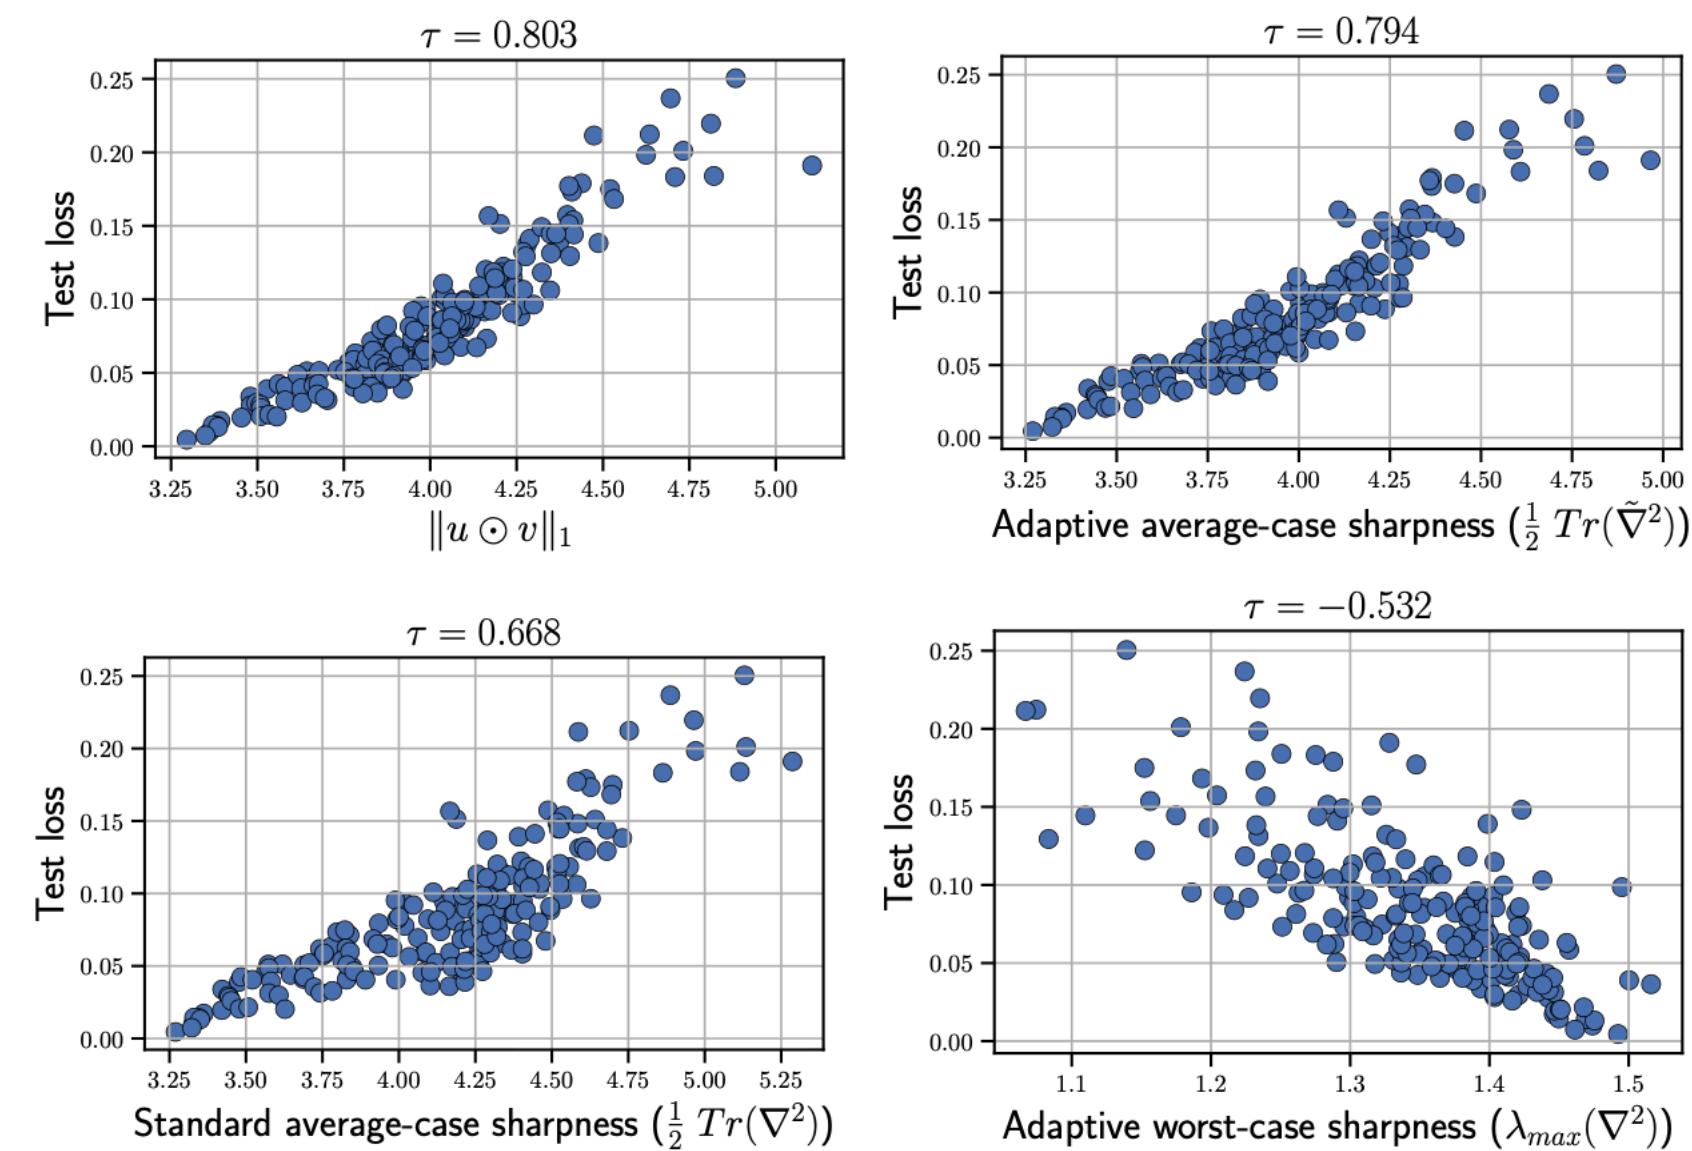 τ = 0.803
0.25
0.20
0.15
0.10
0.05
0.00
Test loss
3.25 3.50 3.75 4.00 4.25 4.50 4.75 5.00
‖u ⊙ v‖₁
τ = 0.794
0.25
0.20
0.15
0.10
0.05
0.00
Test loss
3.25 3.50 3.75 4.00 4.25 4.50 4.75 5.00
Adaptive average-case sharpness (½ Tr(∇̃²))
τ = 0.668
0.25
0.20
0.15
0.10
0.05
0.00
Test loss
3.25 3.50 3.75 4.00 4.25 4.50 4.75 5.00 5.25
Standard average-case sharpness (½ Tr(∇²))
τ = −0.532
0.25
0.20
0.15
0.10
0.05
0.00
Test loss
1.1 1.2 1.3 1.4 1.5
Adaptive worst-case sharpness (λmax(∇²))